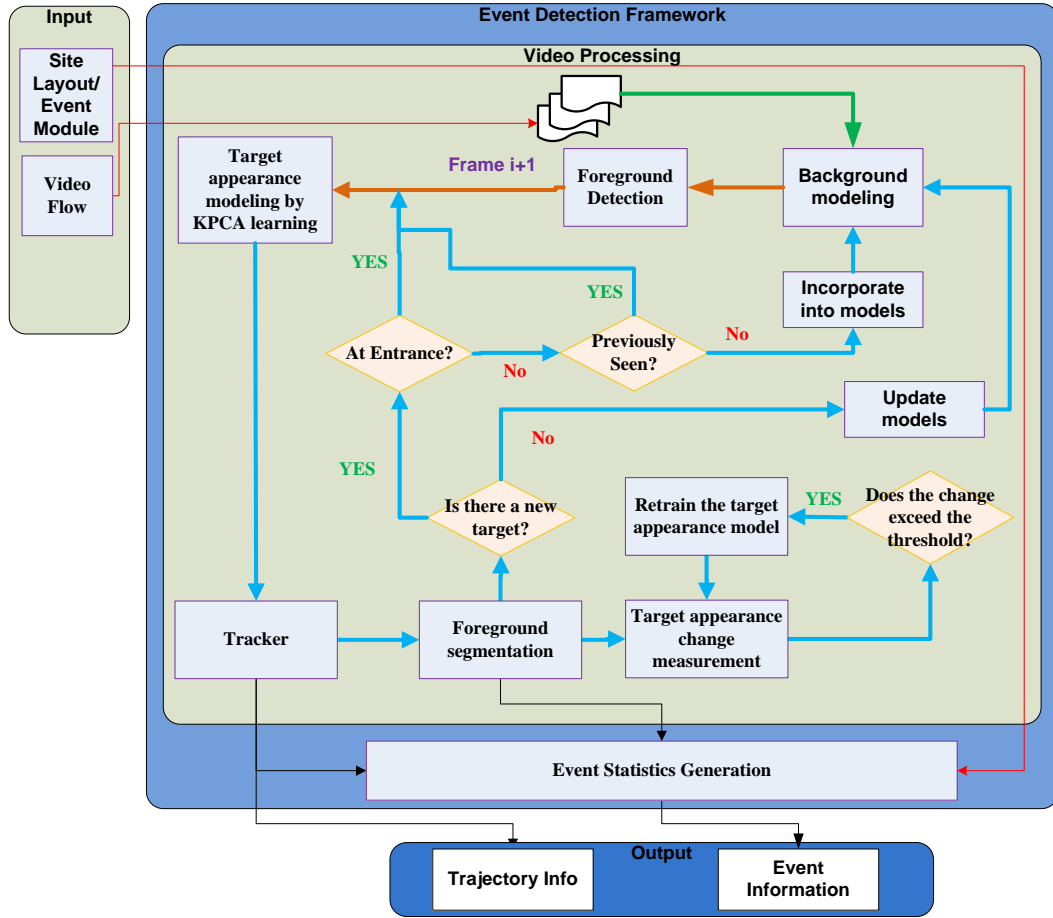 Input
Site
Layout/
Event
Module
Video
Flow
Event Detection Framework
Video Processing
Target
appearance
modeling by
KPCA learning
Frame i+1
Foreground
Detection
Background
modeling
YES
YES
Incorporate
into models
At Entrance?
No
Previously
Seen?
No
Update
models
No
YES
Is there a new
target?
Retrain the target
appearance model
YES
Does the change
exceed the
threshold?
Tracker
Foreground
segmentation
Target appearance
change
measurement
Event Statistics Generation
Output
Trajectory Info
Event
Information